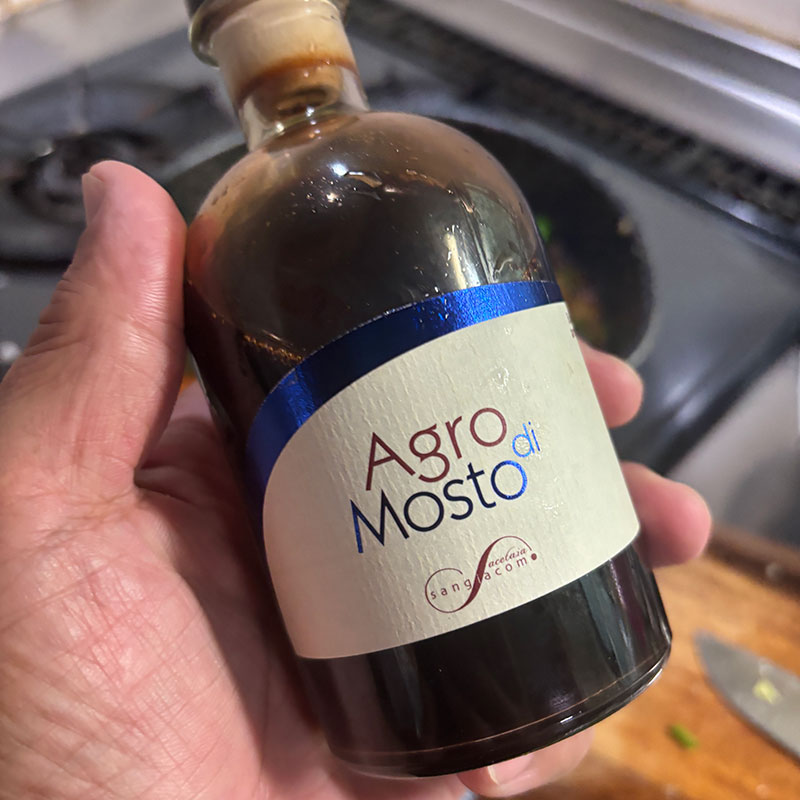 Agro
di
Mosto
acetaia
sangiacomo